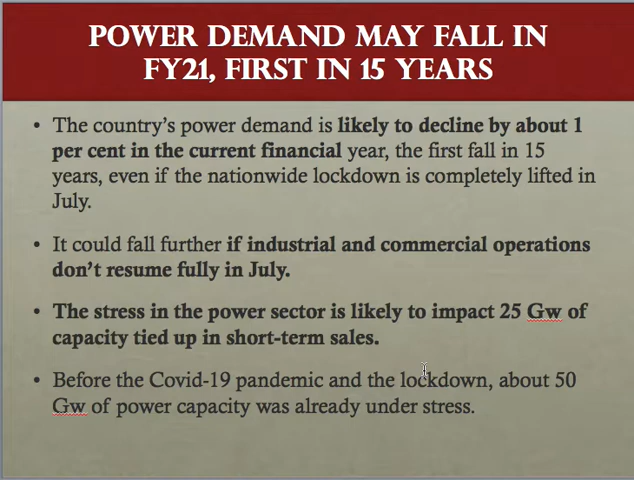 POWER DEMAND MAY FALL IN
FY21, FIRST IN 15 YEARS
• The country's power demand is likely to decline by about 1
per cent in the current financial year, the first fall in 15
years, even if the nationwide lockdown is completely lifted in
July.
• It could fall further if industrial and commercial operations
don't resume fully in July.
• The stress in the power sector is likely to impact 25 Gw of
capacity tied up in short-term sales.
• Before the Covid-19 pandemic and the lockdown, about 50
Gw of power capacity was already under stress.